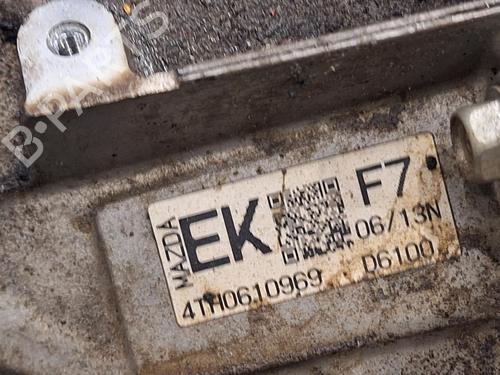 B-PARTS
MAZDA
EK F7
06/13N
4TH0610969 D6100